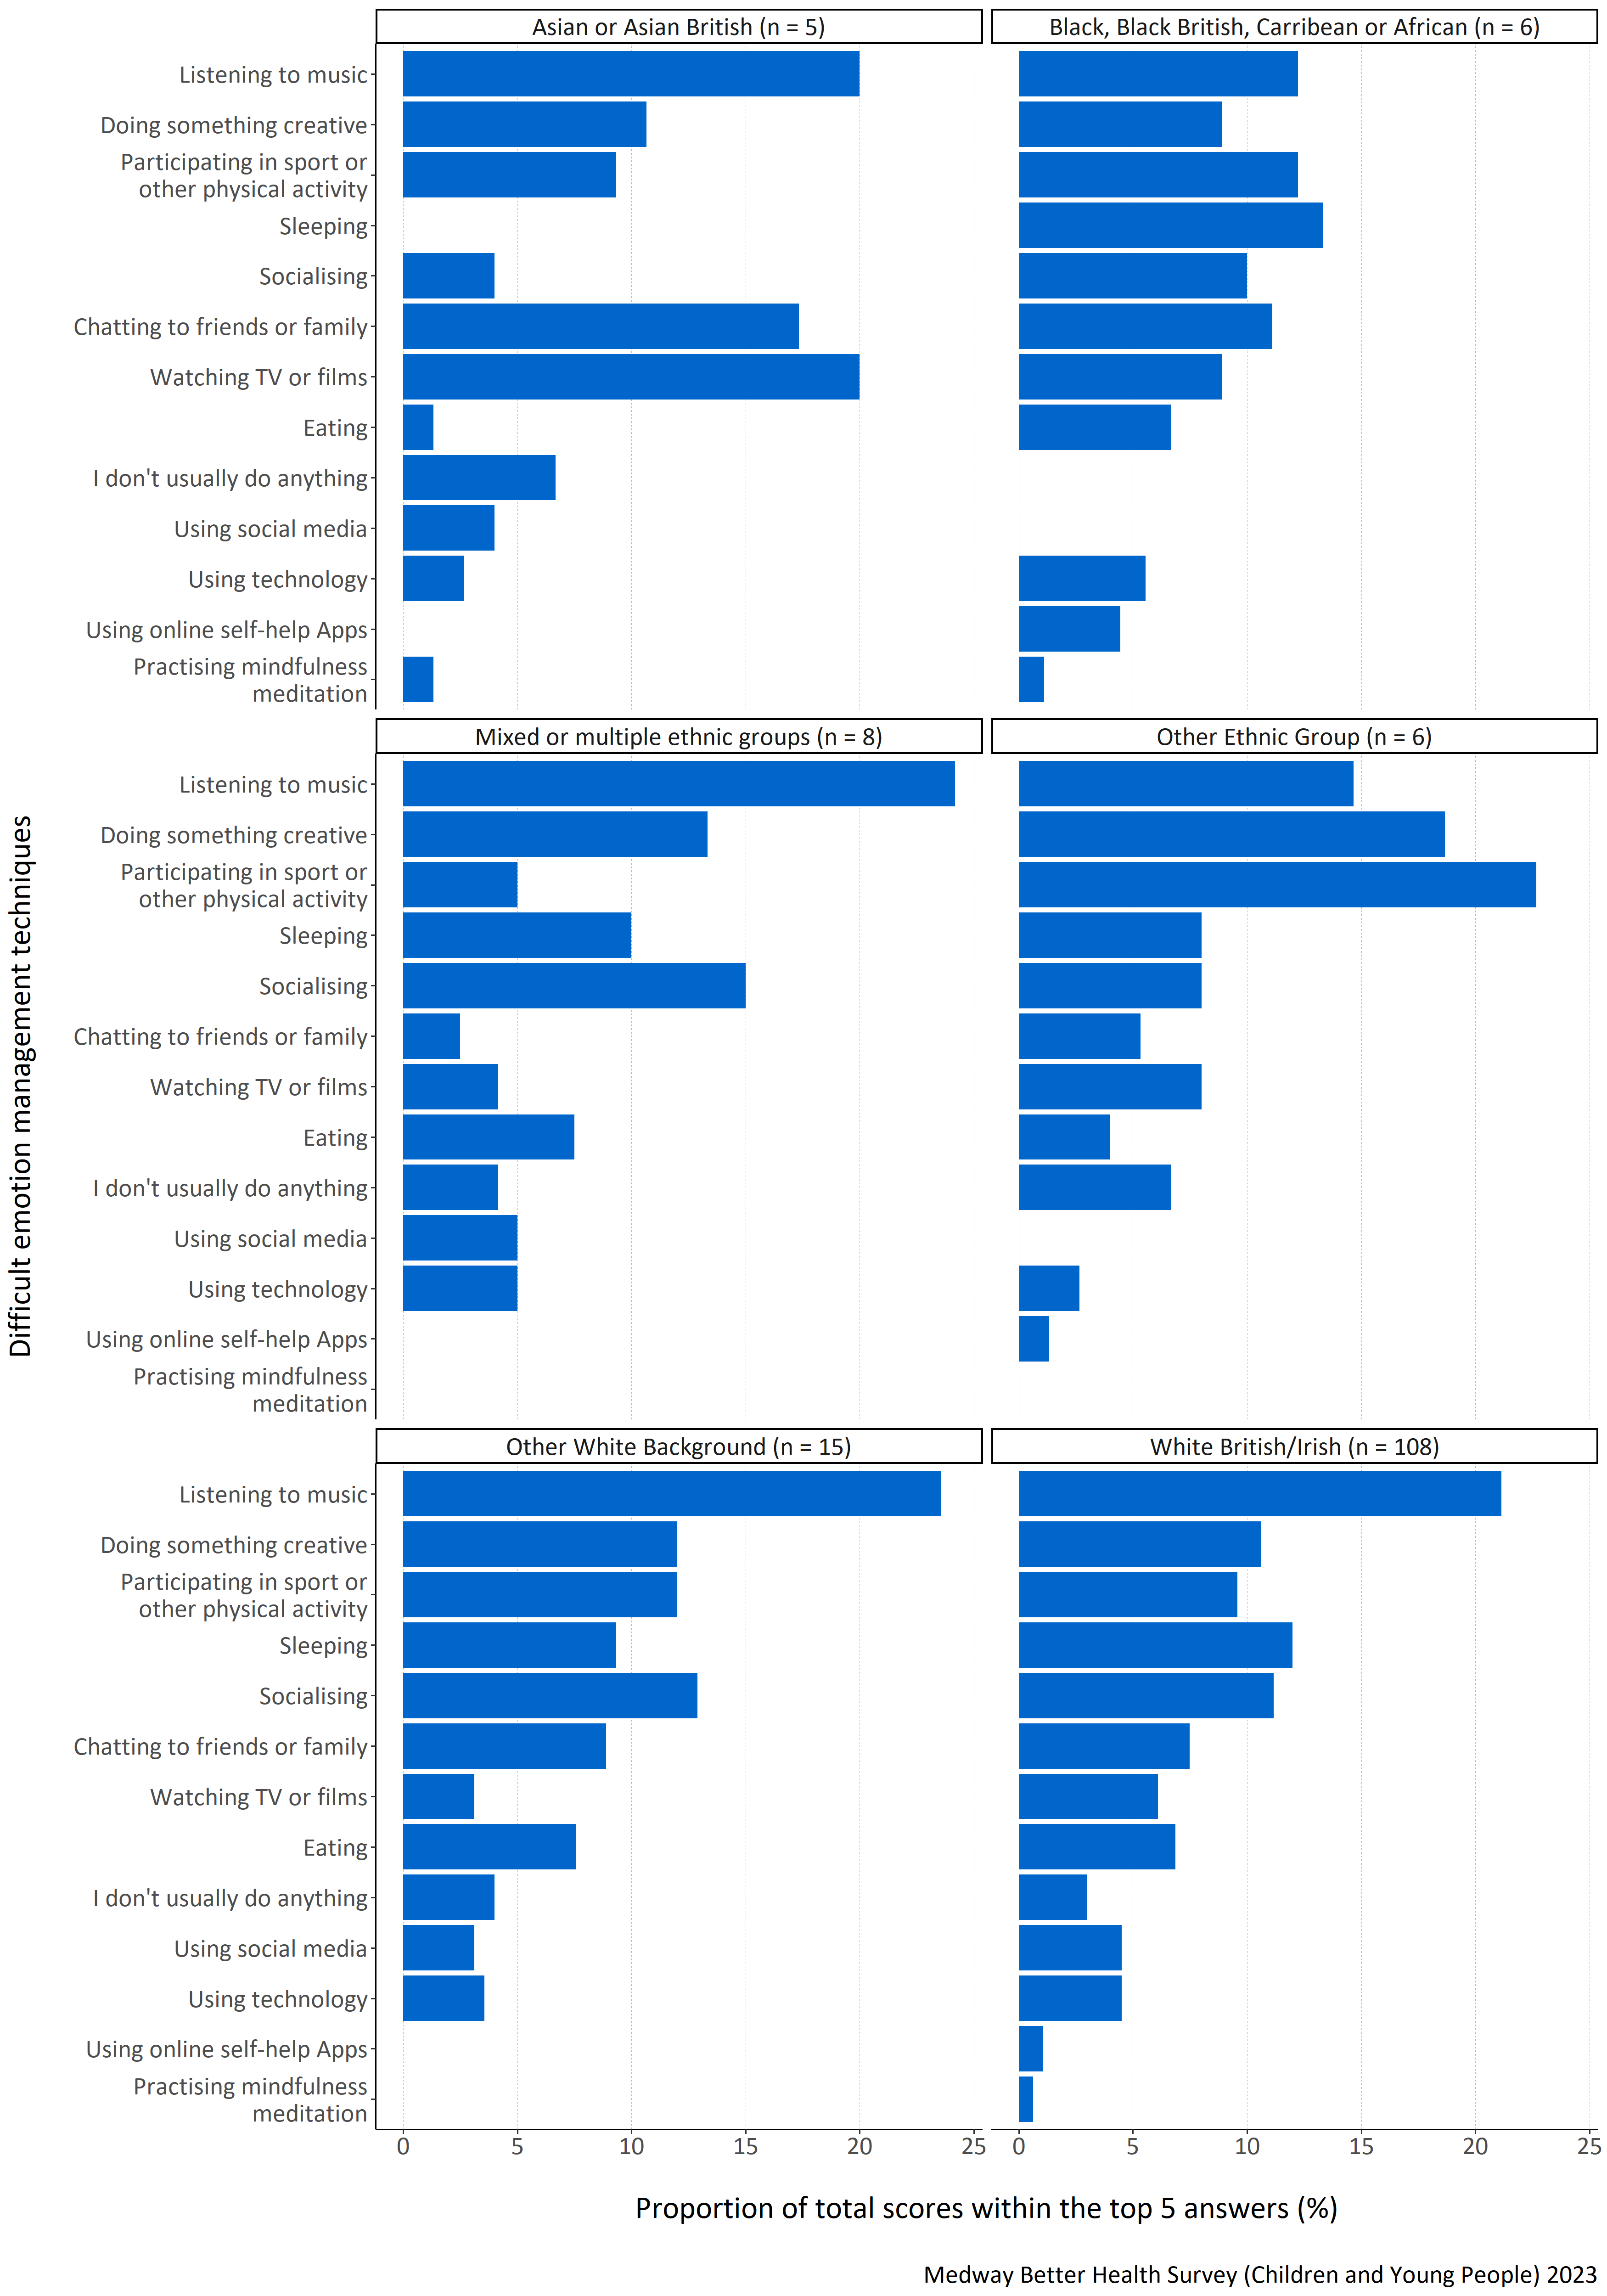 Asian or Asian British (n = 5)
Black, Black British, Carribean or African (n = 6)
Listening to music
Doing something creative
Participating in sport or
other physical activity
Sleeping
Socialising
Chatting to friends or family
Watching TV or films
Eating
I don't usually do anything
Using social media
Using technology
Using online self-help Apps
Practising mindfulness
meditation
Mixed or multiple ethnic groups (n = 8)
Other Ethnic Group (n = 6)
Listening to music
Doing something creative
Participating in sport or
other physical activity
Sleeping
Socialising
Chatting to friends or family
Watching TV or films
Eating
I don't usually do anything
Using social media
Using technology
Using online self-help Apps
Practising mindfulness
meditation
Difficult emotion management techniques
Other White Background (n = 15)
White British/Irish (n = 108)
Listening to music
Doing something creative
Participating in sport or
other physical activity
Sleeping
Socialising
Chatting to friends or family
Watching TV or films
Eating
I don't usually do anything
Using social media
Using technology
Using online self-help Apps
Practising mindfulness
meditation
0 5 10 15 20 25 0 5 10 15 20 25
Proportion of total scores within the top 5 answers (%)
Medway Better Health Survey (Children and Young People) 2023